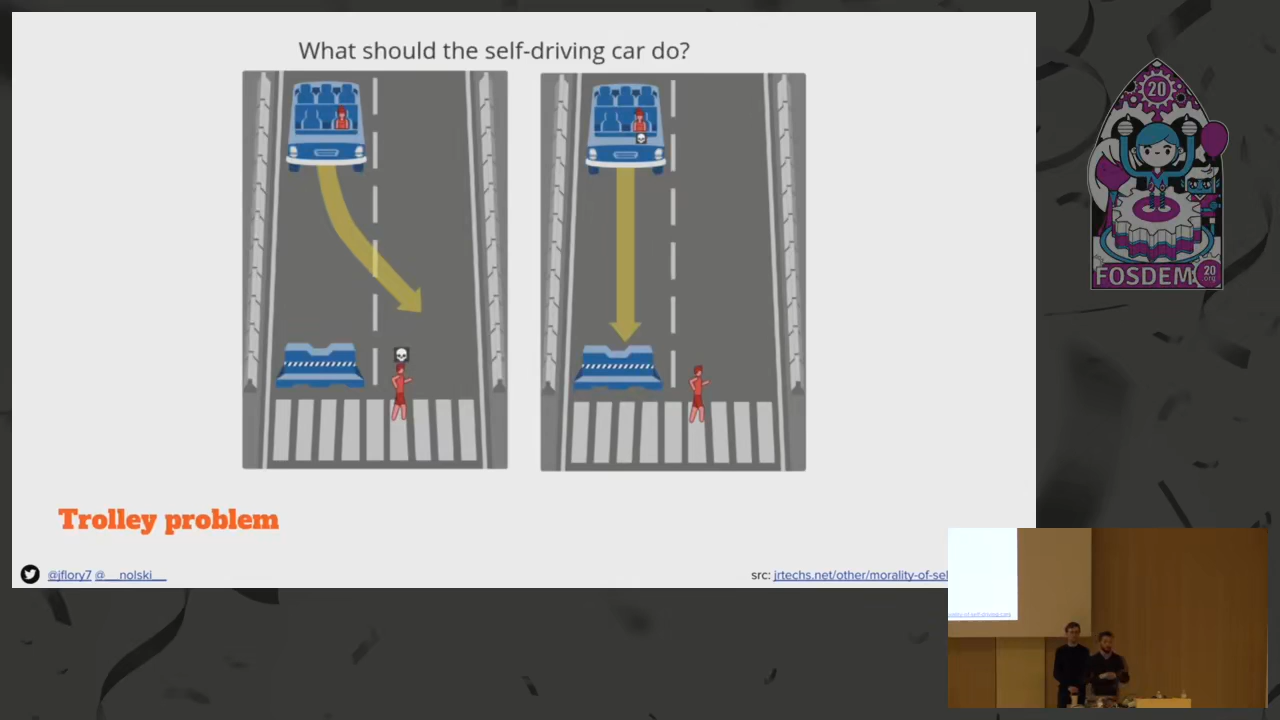 What should the self-driving car do?
20
FOSDEM
20
.org
Trolley problem
@jflory7 @__nolski__
src: jrtechs.net/other/morality-of-sel